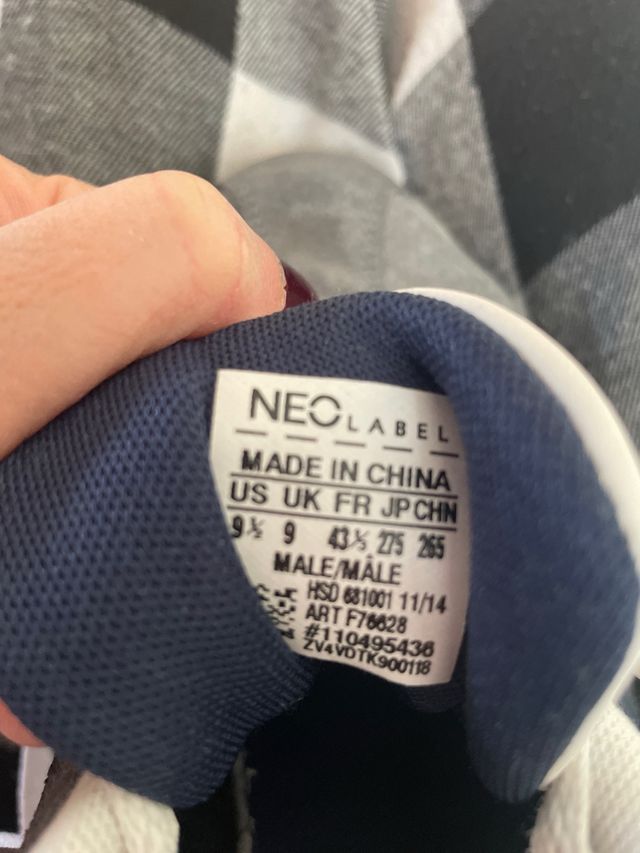 NEO LABEL
MADE IN CHINA
US UK FR JP CHN
9½ 9 43⅓ 275 265
MALE/MÂLE
HSD 681001 11/14
ART F76628
#110495436
ZV4VDTK900118